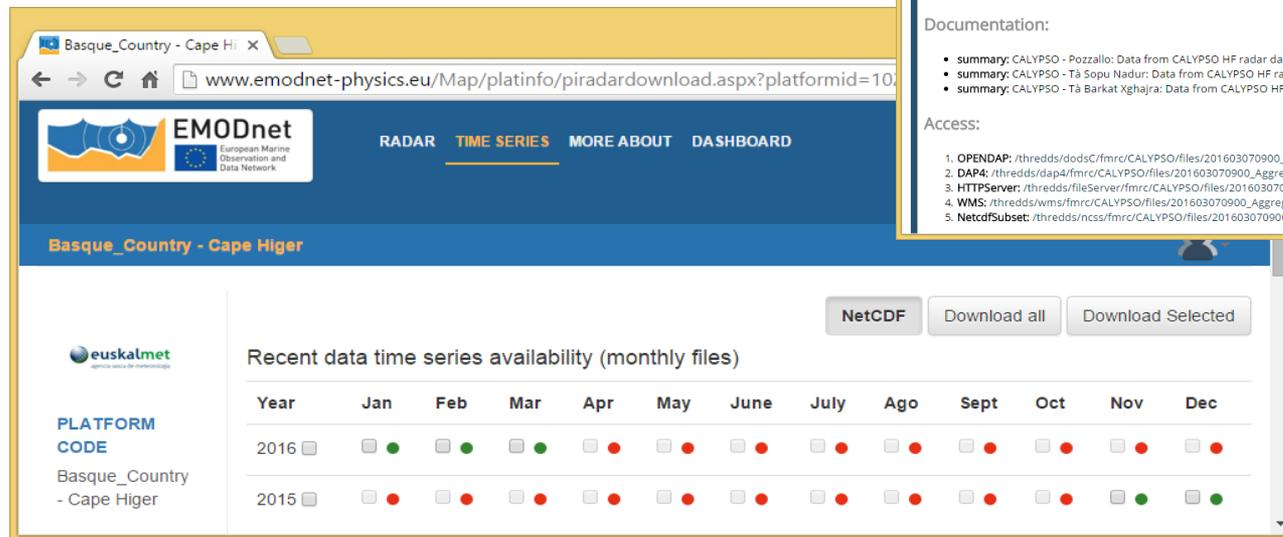 Basque_Country - Cape Hi
www.emodnet-physics.eu/Map/platinfo/piradardownload.aspx?platformid=10
EMODnet
European Marine
Observation and
Data Network
RADAR TIME SERIES MORE ABOUT DASHBOARD
Documentation:
summary: CALYPSO - Pozzallo: Data from CALYPSO HF radar da
summary: CALYPSO - Tà Sopu Nadur: Data from CALYPSO HF ra
summary: CALYPSO - Tà Barkat Xghajra: Data from CALYPSO HF
Access:
1. OPENDAP: /thredds/dodsC/fmrc/CALYPSO/files/201603070900_
2. DAP4: /thredds/dap4/fmrc/CALYPSO/files/201603070900_Aggre
3. HTTPServer: /thredds/fileServer/fmrc/CALYPSO/files/20160307
4. WMS: /thredds/wms/fmrc/CALYPSO/files/201603070900_Aggre
5. NetcdfSubset: /thredds/ncss/fmrc/CALYPSO/files/201603070900
Basque_Country - Cape Higer
NetCDF Download all Download Selected
euskalmet
agencia vasca de meteorología
PLATFORM
CODE
Basque_Country
- Cape Higer
Recent data time series availability (monthly files)
Year Jan Feb Mar Apr May June July Ago Sept Oct Nov Dec
2016
2015